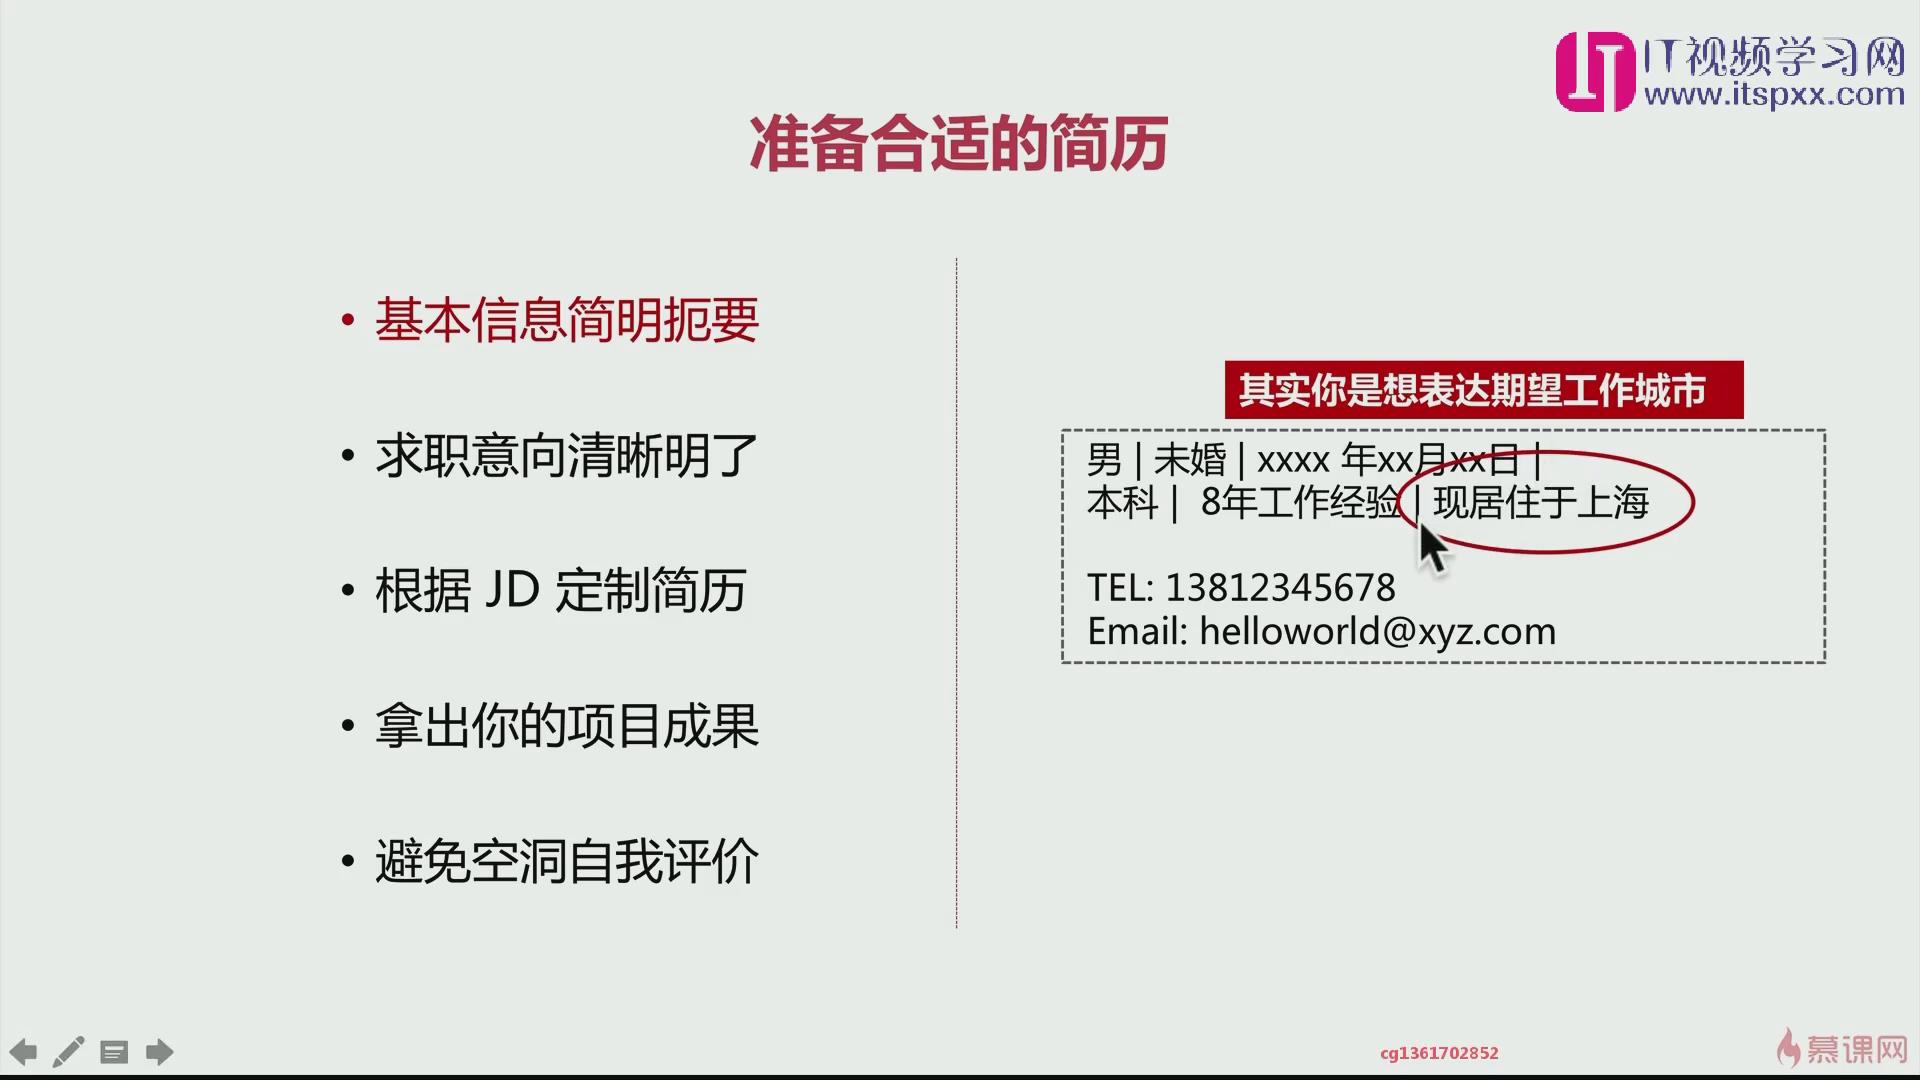 IT视频学习网
www.itspxx.com
准备合适的简历
• 基本信息简明扼要
• 求职意向清晰明了
• 根据 JD 定制简历
• 拿出你的项目成果
• 避免空洞自我评价
其实你是想表达期望工作城市
男 | 未婚 | xxxx 年xx月xx日 |
本科 | 8年工作经验 | 现居住于上海
TEL: 13812345678
Email: helloworld@xyz.com
cg1361702852
慕课网